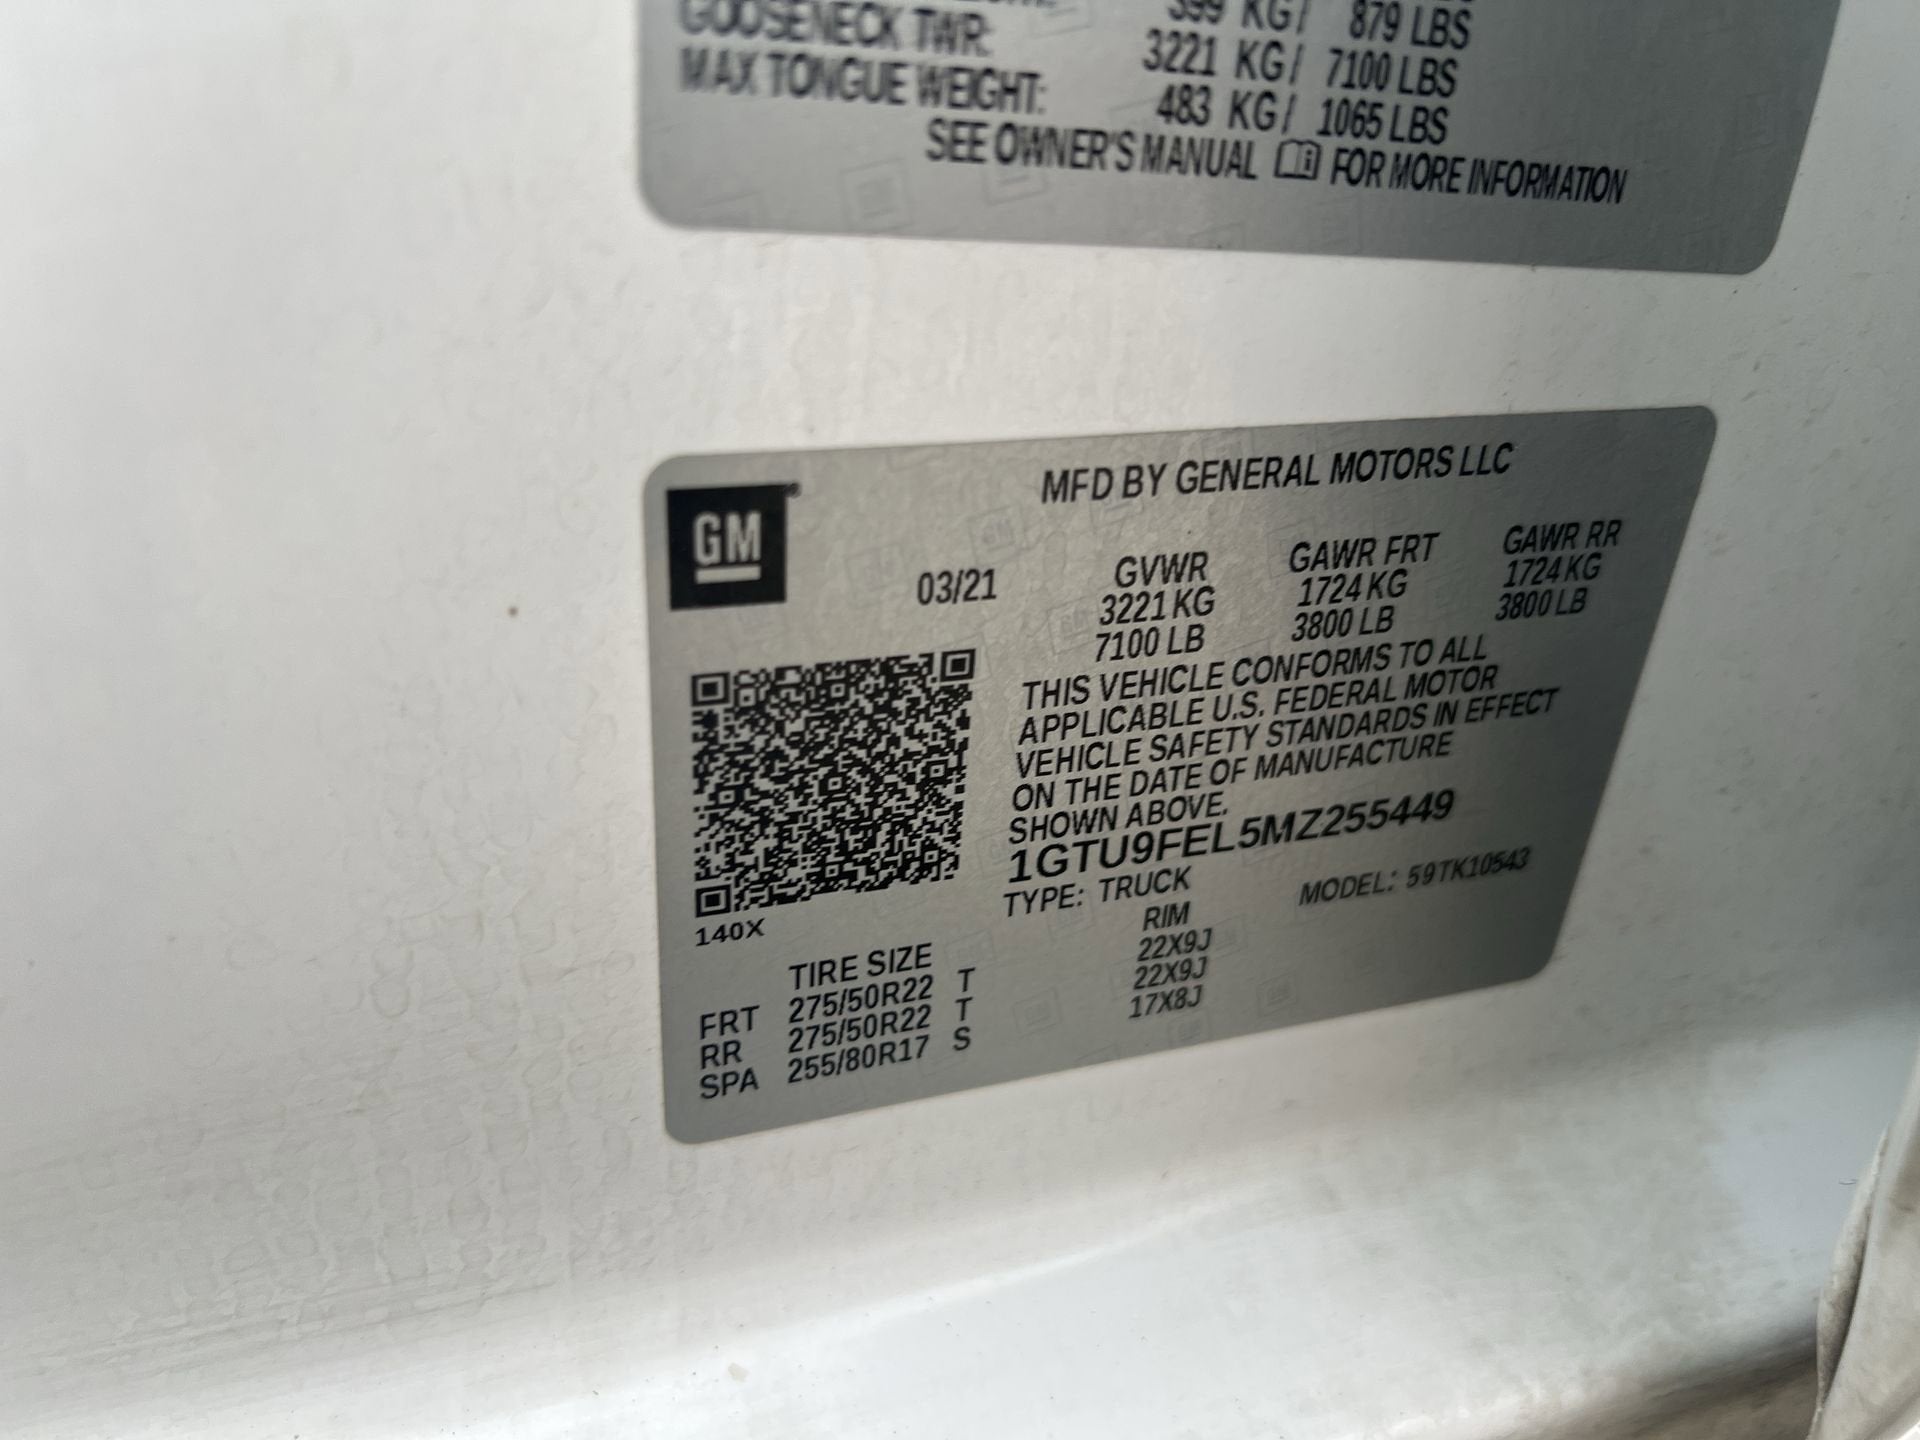 399 KG/ 879 LBS
GOOSENECK TWR: 3221 KG/ 7100 LBS
MAX TONGUE WEIGHT: 483 KG/ 1065 LBS
SEE OWNER'S MANUAL FOR MORE INFORMATION
GM
MFD BY GENERAL MOTORS LLC
03/21 GVWR GAWR FRT GAWR RR
3221 KG 1724 KG 1724 KG
7100 LB 3800 LB 3800 LB
THIS VEHICLE CONFORMS TO ALL
APPLICABLE U.S. FEDERAL MOTOR
VEHICLE SAFETY STANDARDS IN EFFECT
ON THE DATE OF MANUFACTURE
SHOWN ABOVE.
1GTU9FEL5MZ255449
TYPE: TRUCK MODEL: 59TK10543
140X
TIRE SIZE RIM
FRT 275/50R22 T 22X9J
RR 275/50R22 T 22X9J
SPA 255/80R17 S 17X8J